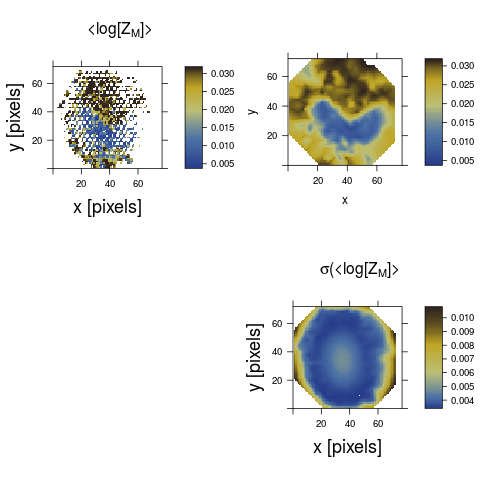 <log[Z_M]>
y [pixels]
60
40
20
20 40 60
x [pixels]
0.030
0.025
0.020
0.015
0.010
0.005
y
60
40
20
20 40 60
x
0.030
0.025
0.020
0.015
0.010
0.005
σ(<log[Z_M]>
y [pixels]
60
40
20
20 40 60
x [pixels]
0.010
0.009
0.008
0.007
0.006
0.005
0.004